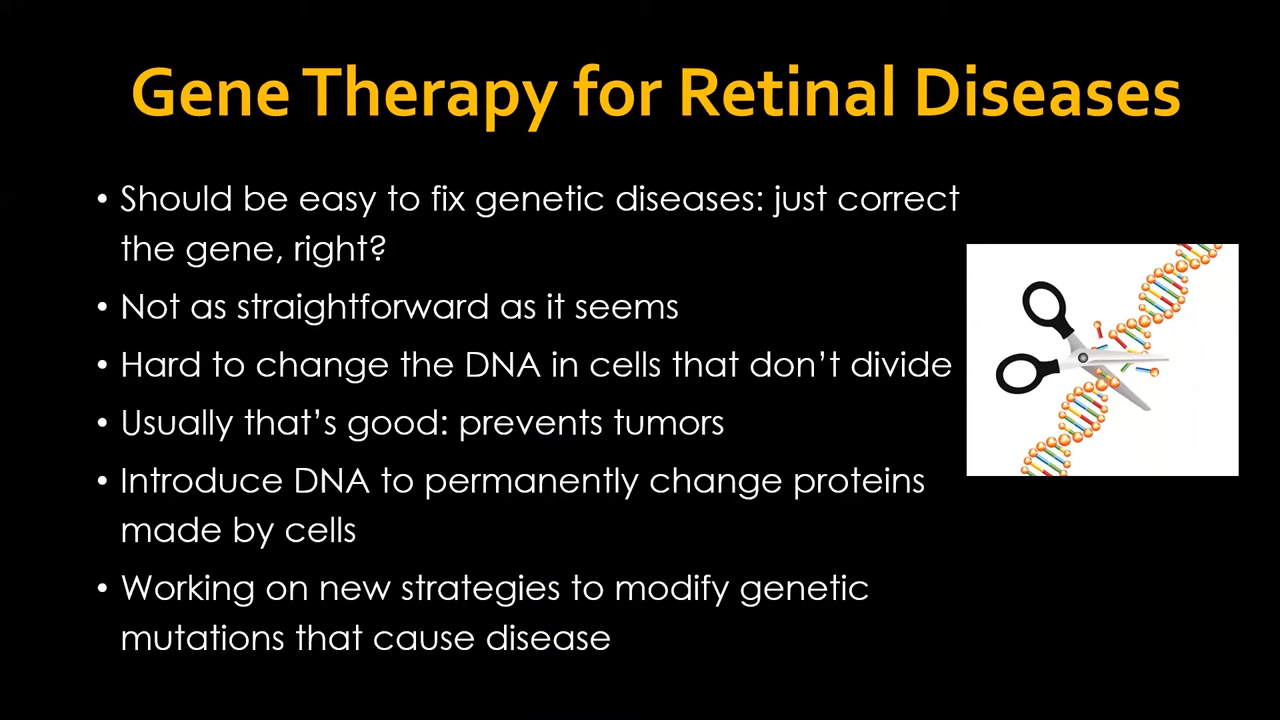 Gene Therapy for Retinal Diseases
• Should be easy to fix genetic diseases: just correct
the gene, right?
• Not as straightforward as it seems
• Hard to change the DNA in cells that don’t divide
• Usually that’s good: prevents tumors
• Introduce DNA to permanently change proteins
made by cells
• Working on new strategies to modify genetic
mutations that cause disease